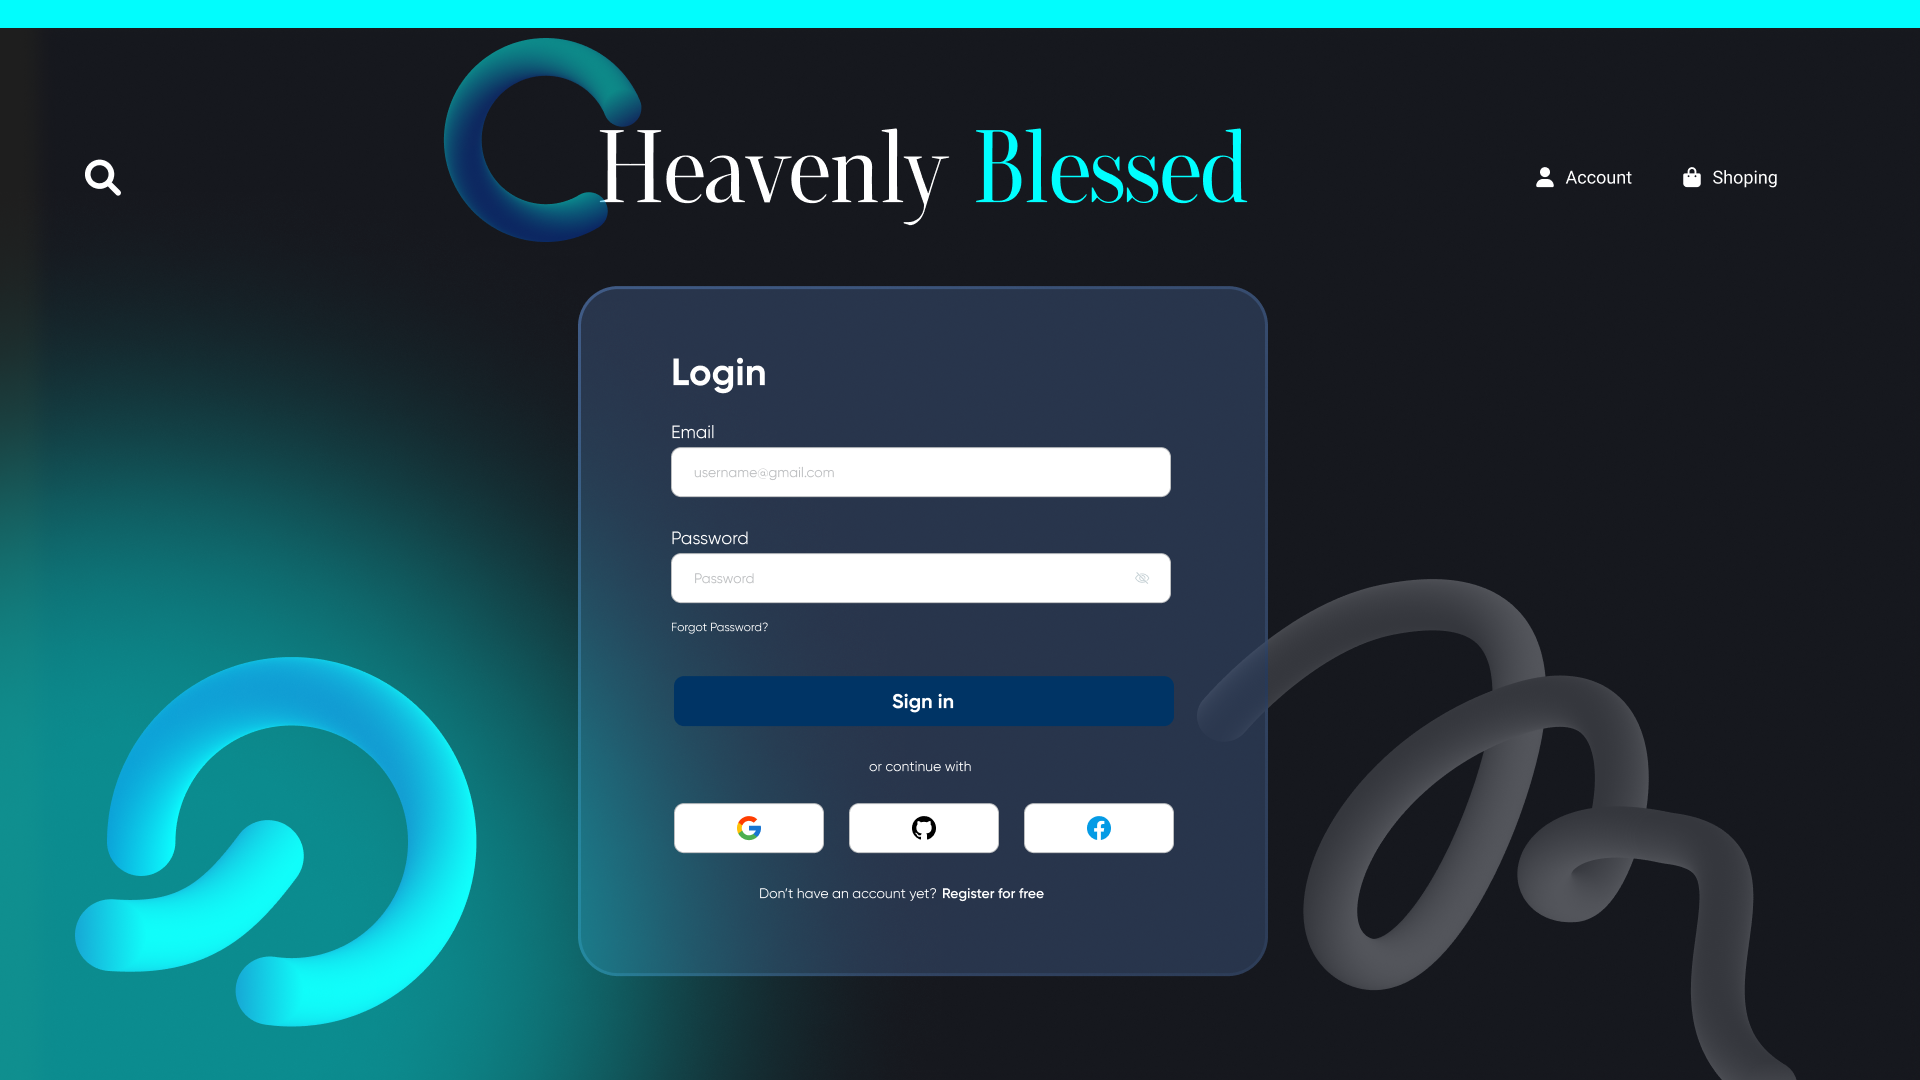 Heavenly Blessed
Account
Shoping
Login
Email
username@gmail.com
Password
Password
Forgot Password?
Sign in
or continue with
Don't have an account yet? Register for free